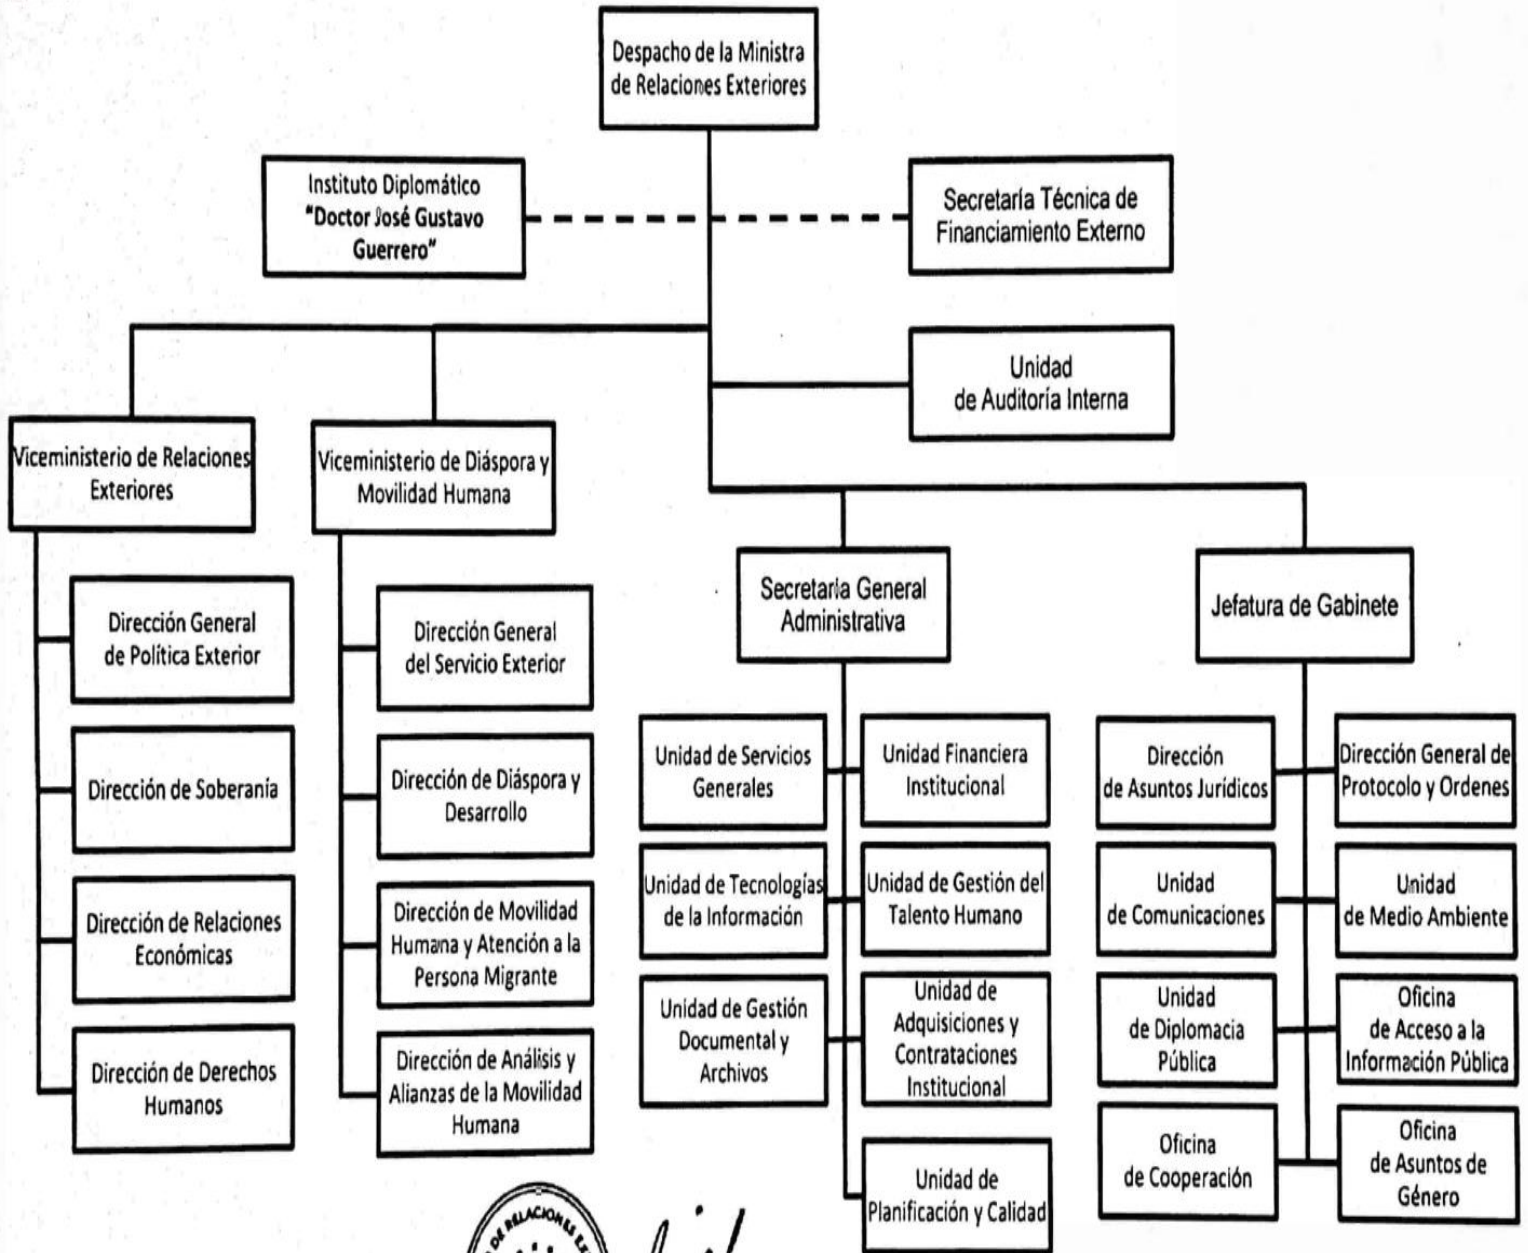 Despacho de la Ministra
de Relaciones Exteriores
Instituto Diplomático
"Doctor José Gustavo
Guerrero"
Secretaría Técnica de
Financiamiento Externo
Unidad
de Auditoría Interna
Viceministerio de Relaciones
Exteriores
Viceministerio de Diáspora y
Movilidad Humana
Secretaria General
Administrativa
Jefatura de Gabinete
Dirección General
de Política Exterior
Dirección de Soberanía
Dirección de Relaciones
Económicas
Dirección de Derechos
Humanos
Dirección General
del Servicio Exterior
Dirección de Diáspora y
Desarrollo
Dirección de Movilidad
Humana y Atención a la
Persona Migrante
Dirección de Análisis y
Alianzas de la Movilidad
Humana
Unidad de Servicios
Generales
Unidad Financiera
Institucional
Unidad de Tecnologías
de la Información
Unidad de Gestión del
Talento Humano
Unidad de Gestión
Documental y
Archivos
Unidad de
Adquisiciones y
Contrataciones
Institucional
Unidad de
Planificación y Calidad
Dirección
de Asuntos Jurídicos
Dirección General de
Protocolo y Ordenes
Unidad
de Comunicaciones
Unidad
de Medio Ambiente
Unidad
de Diplomacia
Pública
Oficina
de Acceso a la
Información Pública
Oficina
de Cooperación
Oficina
de Asuntos de
Género
DE RELACIONES